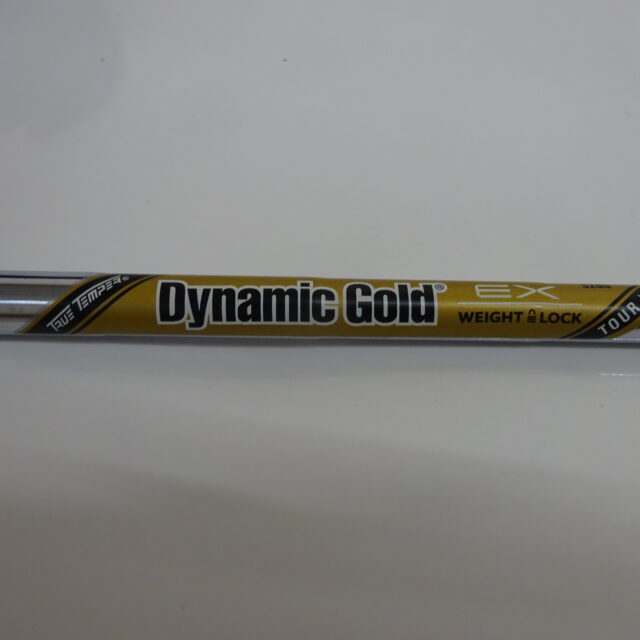 TRUE TEMPER®
Dynamic Gold®
EX
WEIGHT LOCK
TOUR